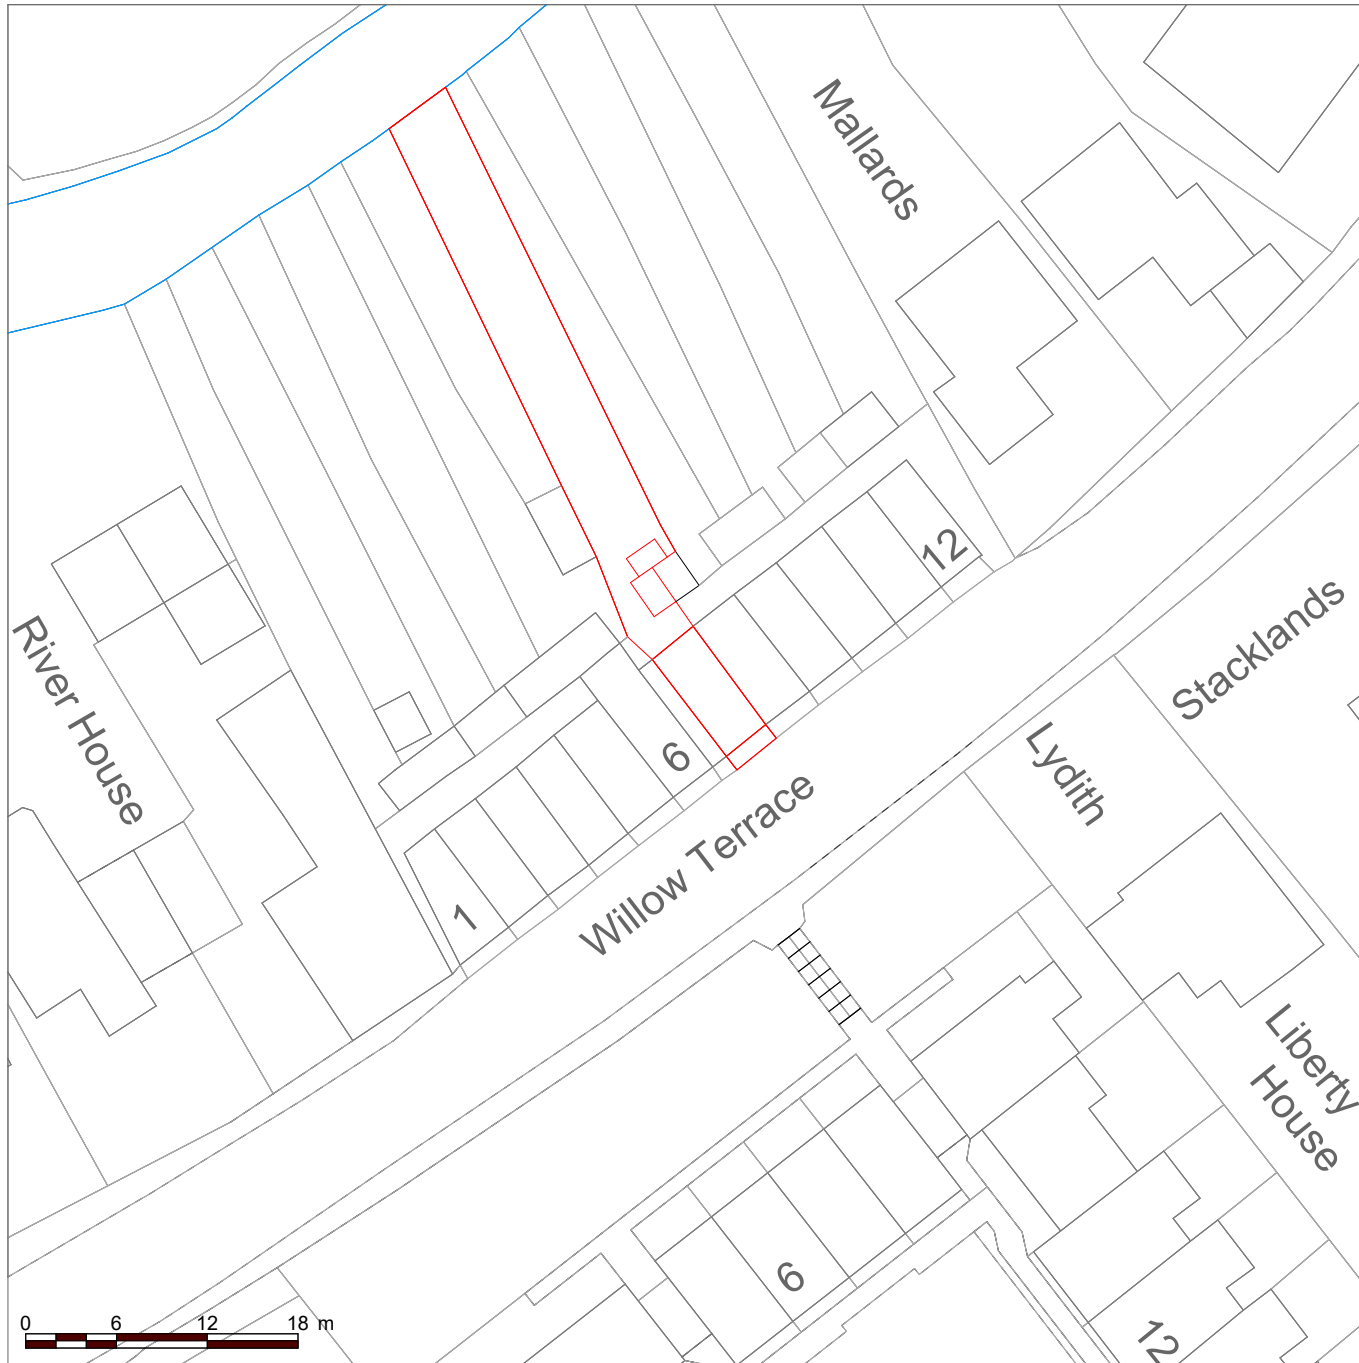 Mallards
12
Stacklands
River House
Lydith
6
Willow Terrace
1
Liberty
House
6
12
0 6 12 18 m